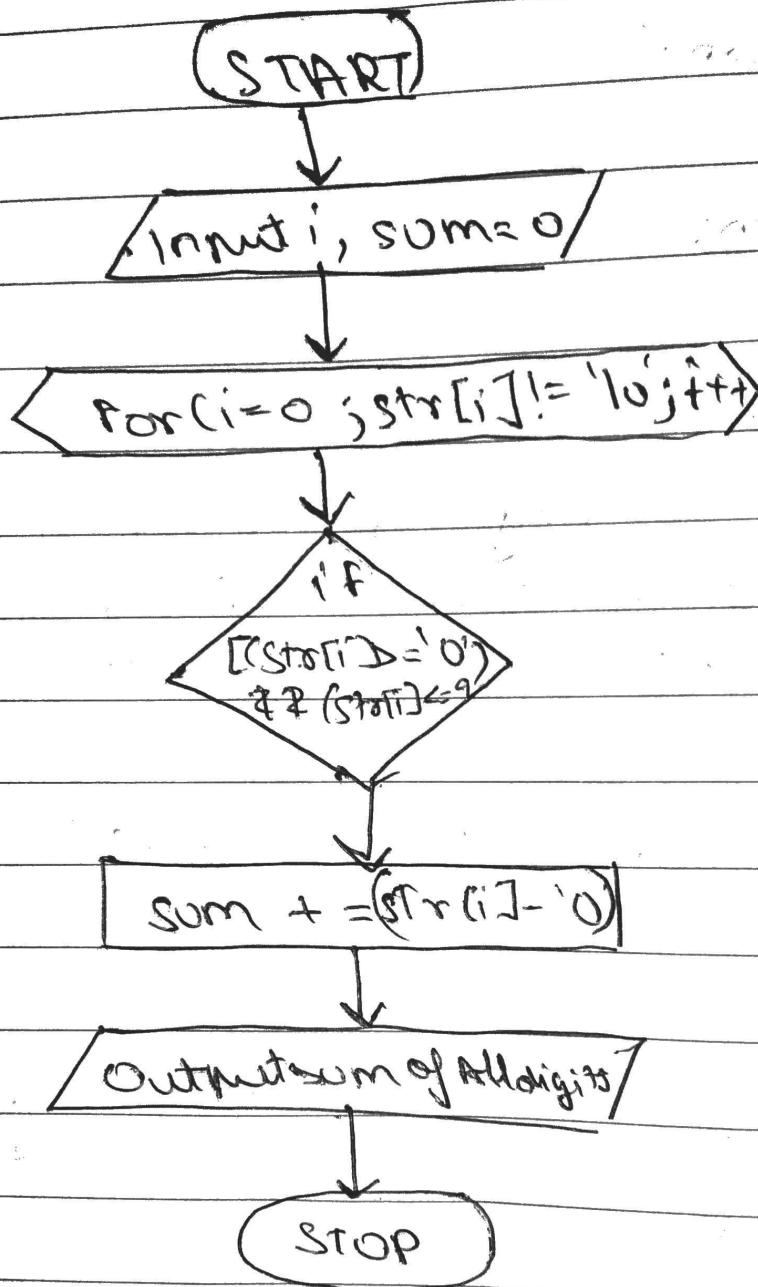 START
Input i, sum=0
For(i=0;str[i]!='\0';i++
if
[(str[i]>='0')
&& (str[i]<=9'
sum + =(str[i]-'0')
Output sum of All digits
STOP